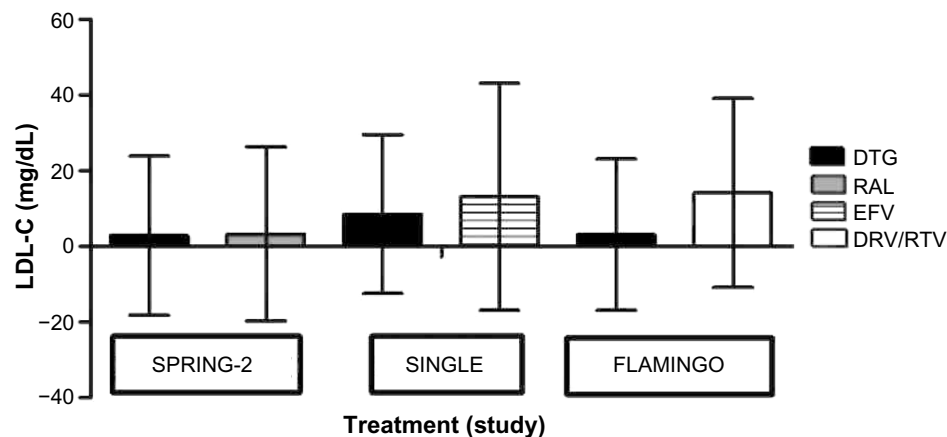 60
40
20
0
−20
−40
LDL-C (mg/dL)
DTG
RAL
EFV
DRV/RTV
SPRING-2
SINGLE
FLAMINGO
Treatment (study)